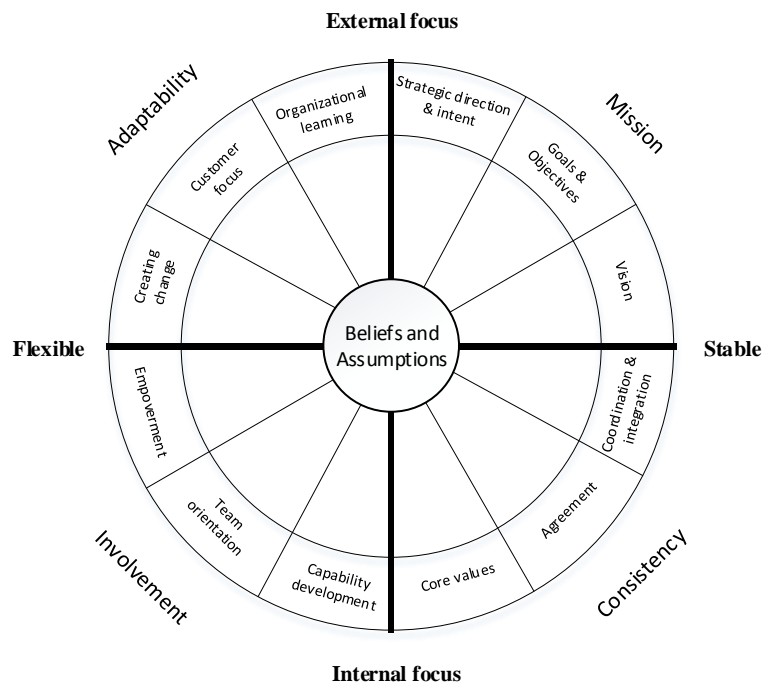 External focus
Adaptability
Mission
Organizational
learning
Strategic direction
& intent
Customer
focus
Goals &
Objectives
Creating
change
Vision
Flexible
Beliefs and
Assumptions
Stable
Empoverment
Coordination &
integration
Team
orientation
Agreement
Capability
development
Core values
Involvement
Consistency
Internal focus